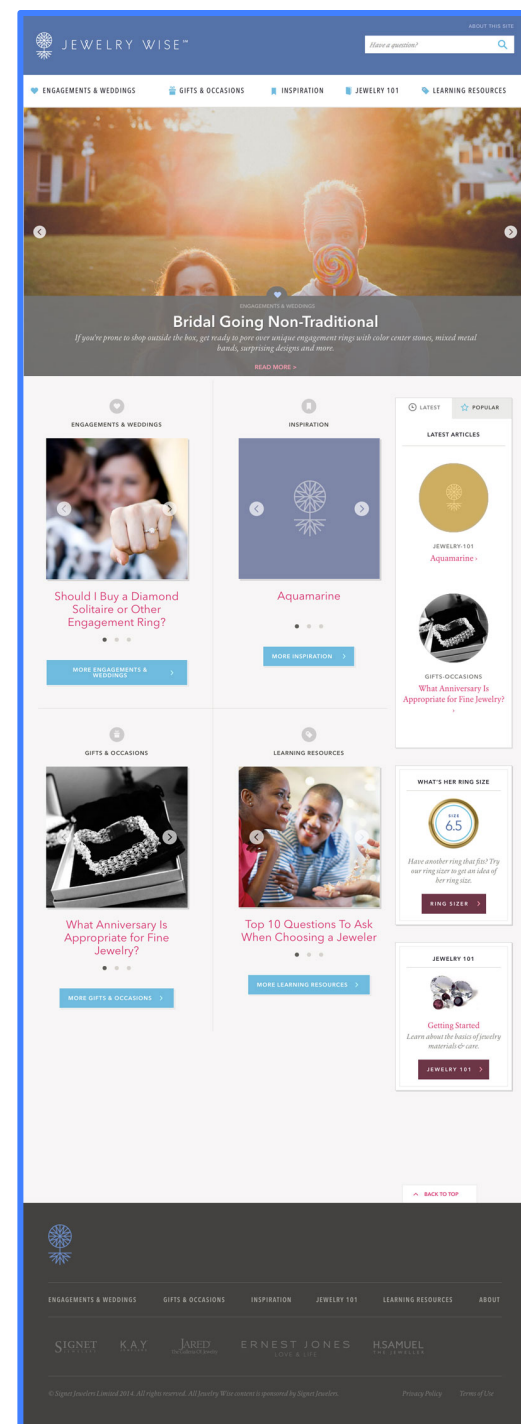 ABOUT THIS SITE
JEWELRY WISE℠
Have a question?
ENGAGEMENTS & WEDDINGS
GIFTS & OCCASIONS
INSPIRATION
JEWELRY 101
LEARNING RESOURCES
ENGAGEMENTS & WEDDINGS
Bridal Going Non-Traditional
If you're prone to shop outside the box, get ready to pore over unique engagement rings with color center stones, mixed metal
bands, surprising designs and more.
READ MORE >
ENGAGEMENTS & WEDDINGS
Should I Buy a Diamond
Solitaire or Other
Engagement Ring?
MORE ENGAGEMENTS &
WEDDINGS
INSPIRATION
Aquamarine
MORE INSPIRATION
GIFTS & OCCASIONS
What Anniversary Is
Appropriate for Fine
Jewelry?
MORE GIFTS & OCCASIONS
LEARNING RESOURCES
Top 10 Questions To Ask
When Choosing a Jeweler
MORE LEARNING RESOURCES
LATEST
POPULAR
LATEST ARTICLES
JEWELRY-101
Aquamarine ›
GIFTS-OCCASIONS
What Anniversary Is
Appropriate for Fine Jewelry?
›
WHAT'S HER RING SIZE
SIZE
6.5
Have another ring that fits? Try
our ring sizer to get an idea of
her ring size.
RING SIZER
JEWELRY 101
Getting Started
Learn about the basics of jewelry
materials & care.
JEWELRY 101
BACK TO TOP
ENGAGEMENTS & WEDDINGS
GIFTS & OCCASIONS
INSPIRATION
JEWELRY 101
LEARNING RESOURCES
ABOUT
SIGNET
KAY
JARED
ERNEST JONES
LOVE & LIFE
H.SAMUEL
THE JEWELLER
© Signet Jewelers Limited 2014. All rights reserved. All Jewelry Wise content is sponsored by Signet Jewelers.
Privacy Policy
Terms of Use